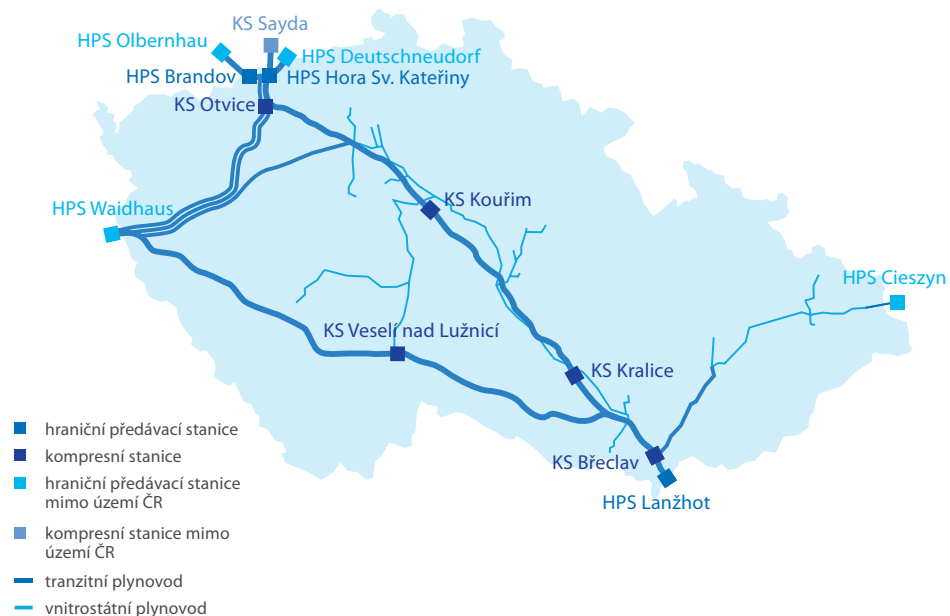 KS Sayda
HPS Olbernhau
HPS Deutschneudorf
HPS Brandov
HPS Hora Sv. Kateřiny
KS Otvice
HPS Waidhaus
KS Kouřim
HPS Cieszyn
KS Veselí nad Lužnicí
KS Kralice
KS Břeclav
HPS Lanžhot
hraniční předávací stanice
kompresní stanice
hraniční předávací stanice
mimo území ČR
kompresní stanice mimo
území ČR
tranzitní plynovod
vnitrostátní plynovod